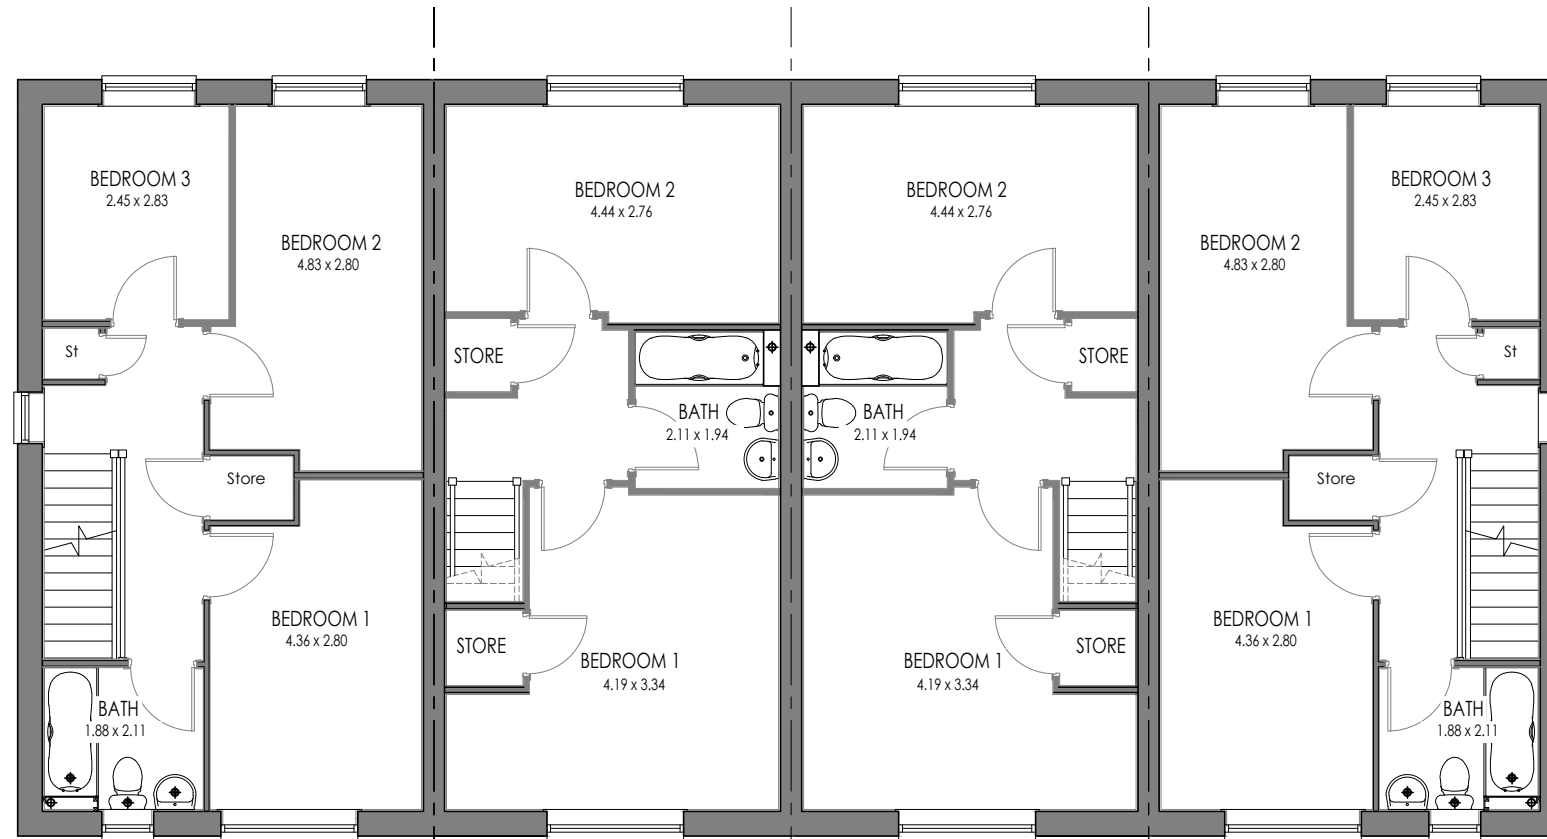 BEDROOM 3
2.45 x 2.83
BEDROOM 2
4.83 x 2.80
St
Store
BEDROOM 1
4.36 x 2.80
BATH
1.88 x 2.11
BEDROOM 2
4.44 x 2.76
STORE
BATH
2.11 x 1.94
STORE
BEDROOM 1
4.19 x 3.34
BEDROOM 2
4.44 x 2.76
STORE
BATH
2.11 x 1.94
STORE
BEDROOM 1
4.19 x 3.34
BEDROOM 3
2.45 x 2.83
BEDROOM 2
4.83 x 2.80
St
Store
BEDROOM 1
4.36 x 2.80
BATH
1.88 x 2.11